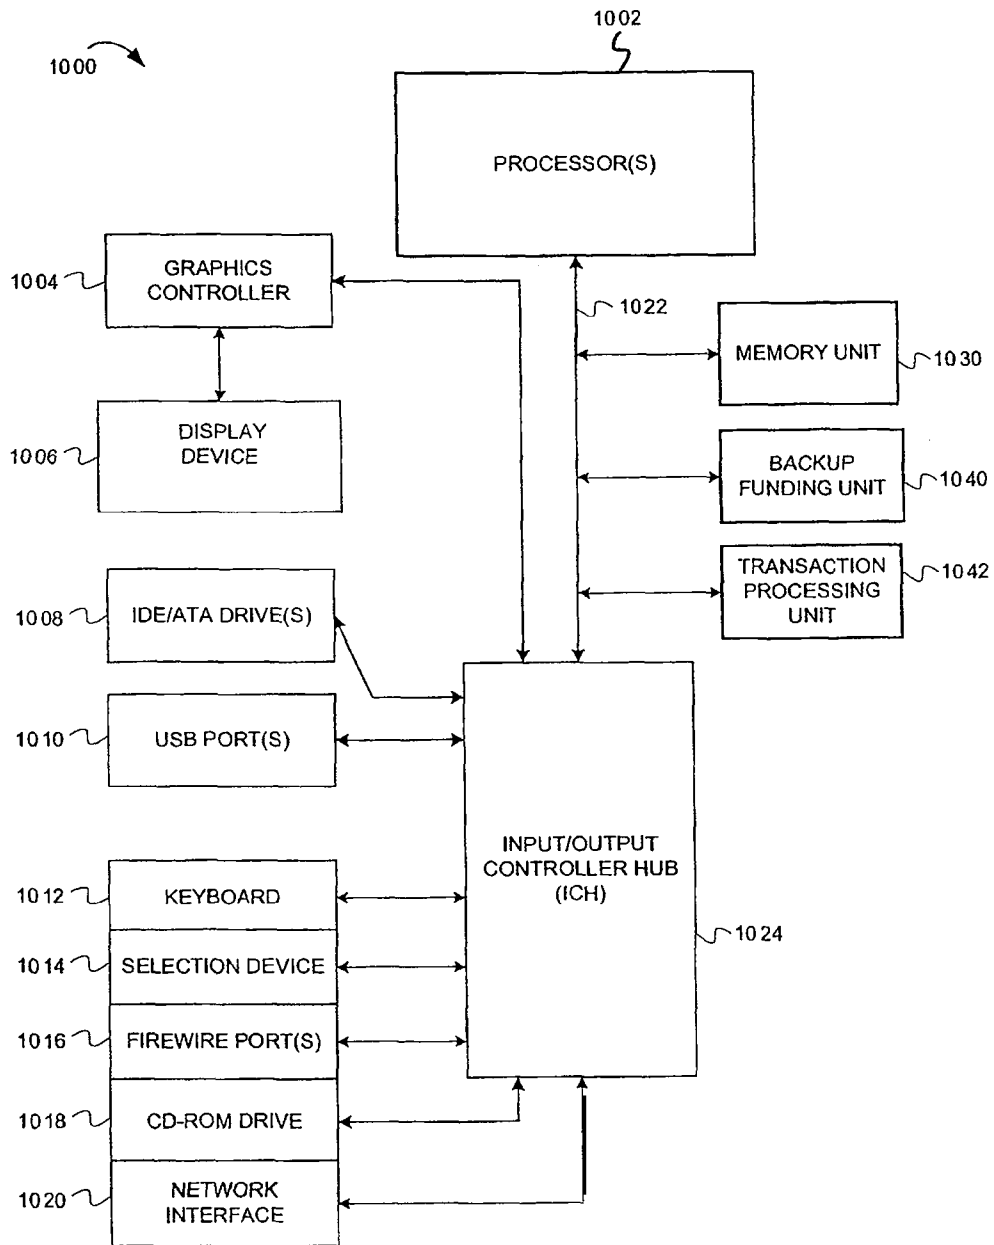 1002
1000
PROCESSOR(S)
GRAPHICS
CONTROLLER
1004
1022
MEMORY UNIT
1030
DISPLAY
DEVICE
1006
BACKUP
FUNDING UNIT
1040
TRANSACTION
PROCESSING
UNIT
1042
1008
IDE/ATA DRIVE(S)
1010
USB PORT(S)
INPUT/OUTPUT
CONTROLLER HUB
(ICH)
1024
1012
KEYBOARD
1014
SELECTION DEVICE
1016
FIREWIRE PORT(S)
1018
CD-ROM DRIVE
1020
NETWORK
INTERFACE